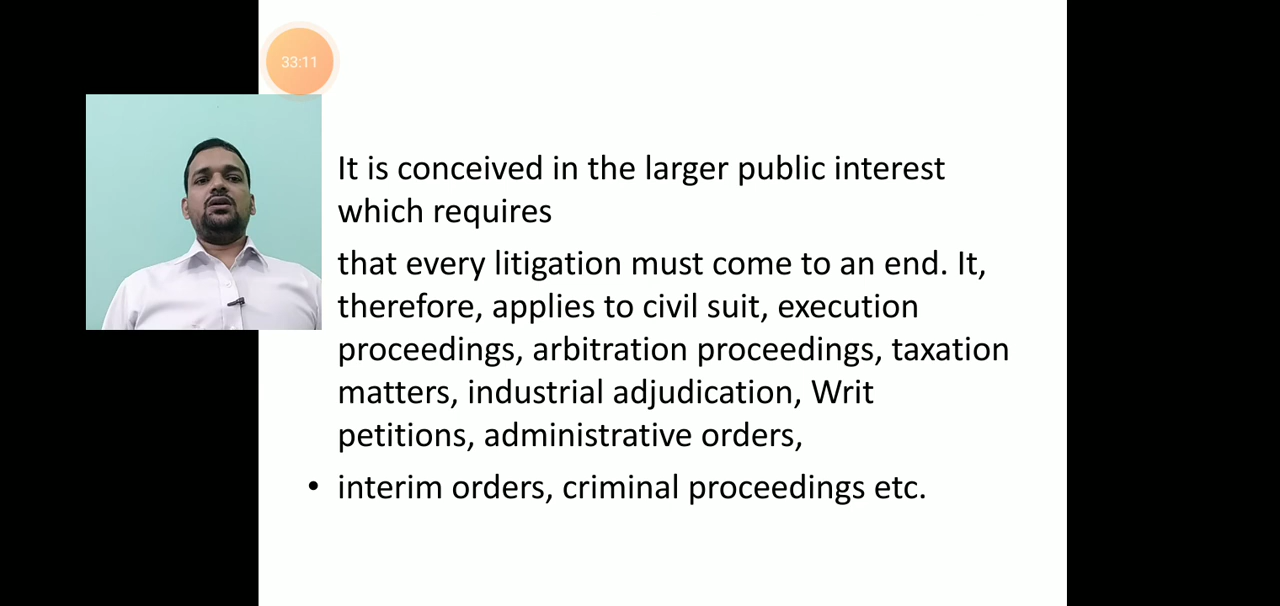 33:11
It is conceived in the larger public interest
which requires
that every litigation must come to an end. It,
therefore, applies to civil suit, execution
proceedings, arbitration proceedings, taxation
matters, industrial adjudication, Writ
petitions, administrative orders,
• interim orders, criminal proceedings etc.